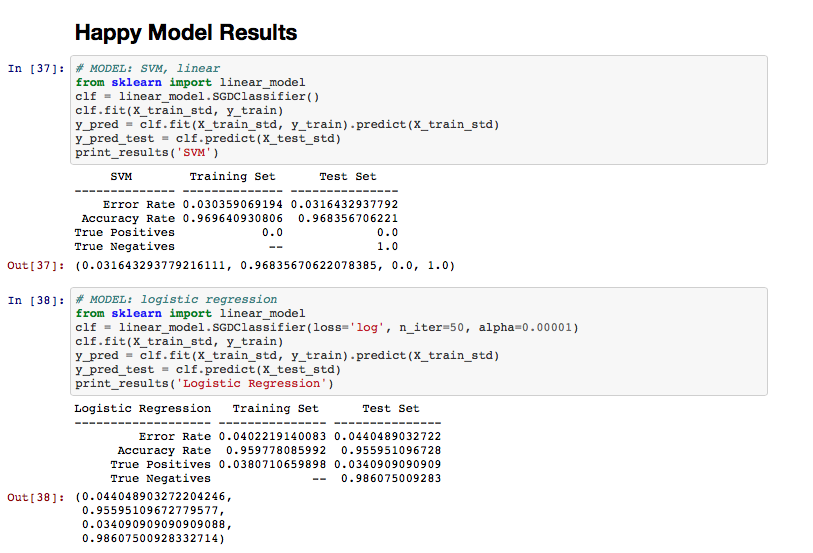 Happy Model Results
In [37]: # MODEL: SVM, linear
from sklearn import linear_model
clf = linear_model.SGDClassifier()
clf.fit(X_train_std, y_train)
y_pred = clf.fit(X_train_std, y_train).predict(X_train_std)
y_pred_test = clf.predict(X_test_std)
print_results('SVM')
SVM Training Set Test Set
-------------- -------------- ---------------
Error Rate 0.030359069194 0.0316432937792
Accuracy Rate 0.969640930806 0.968356706221
True Positives 0.0 0.0
True Negatives -- 1.0
Out[37]: (0.031643293779216111, 0.96835670622078385, 0.0, 1.0)
In [38]: # MODEL: logistic regression
from sklearn import linear_model
clf = linear_model.SGDClassifier(loss='log', n_iter=50, alpha=0.00001)
clf.fit(X_train_std, y_train)
y_pred = clf.fit(X_train_std, y_train).predict(X_train_std)
y_pred_test = clf.predict(X_test_std)
print_results('Logistic Regression')
Logistic Regression Training Set Test Set
------------------- --------------- ---------------
Error Rate 0.0402219140083 0.0440489032722
Accuracy Rate 0.959778085992 0.955951096728
True Positives 0.0380710659898 0.0340909090909
True Negatives -- 0.986075009283
Out[38]: (0.044048903272204246,
0.95595109672779577,
0.034090909090909088,
0.98607500928332714)